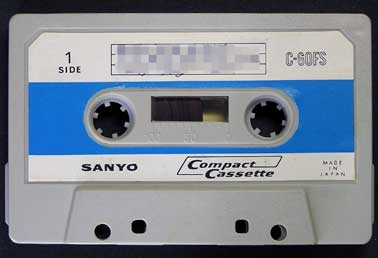 1
SIDE
C-60FS
SANYO
Compact
Cassette
MADE
IN
JAPAN